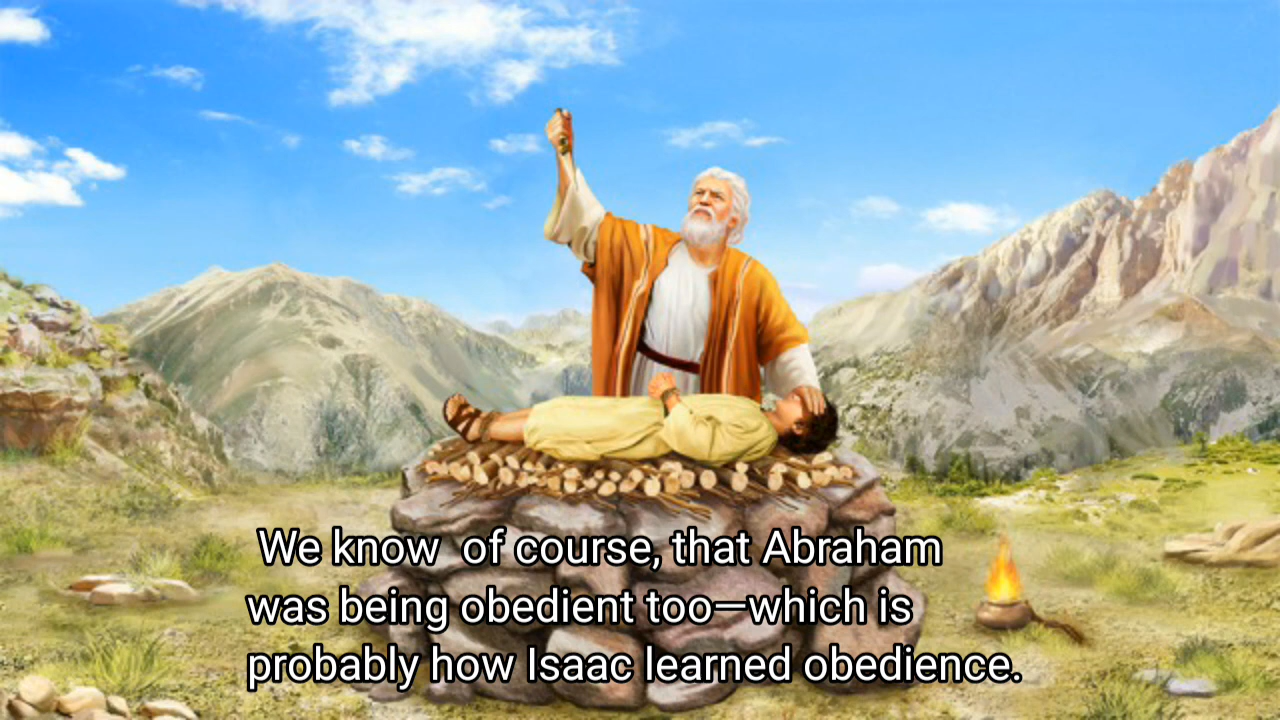 We know  of course, that Abraham
was being obedient too—which is
probably how Isaac learned obedience.